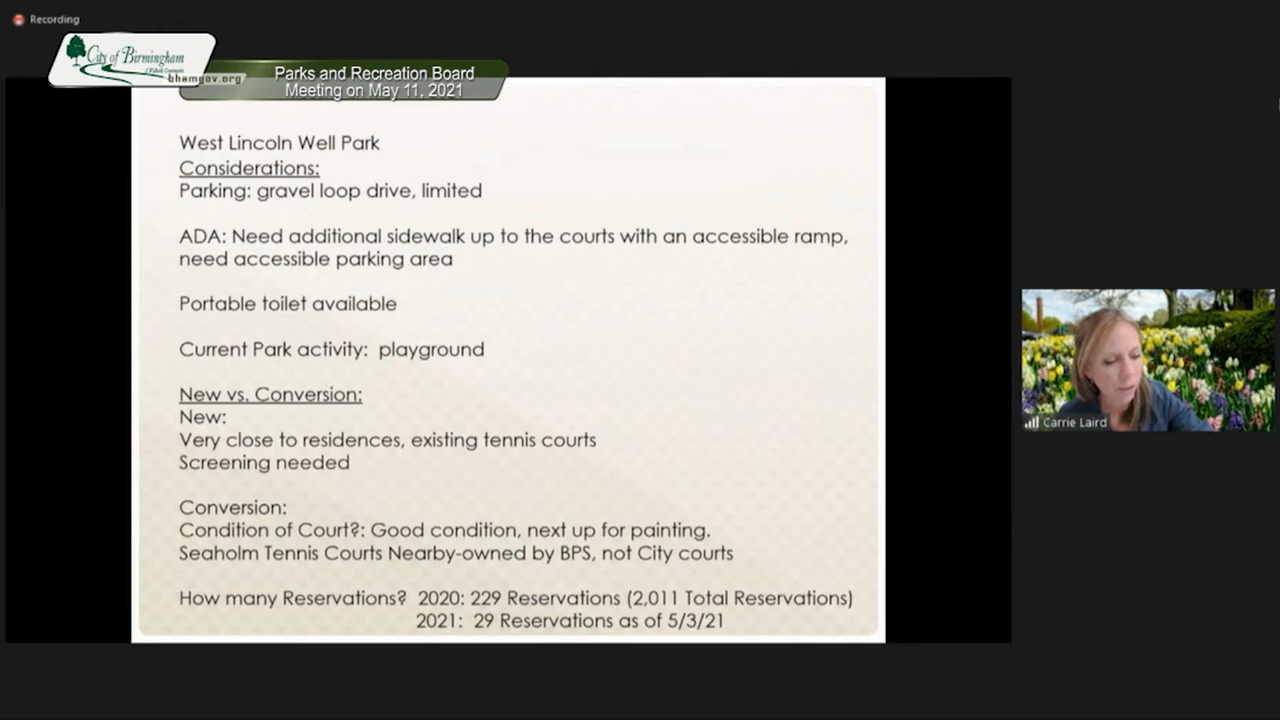 Recording
City of Birmingham
bhamgov.org
Parks and Recreation Board
Meeting on May 11, 2021
West Lincoln Well Park
Considerations:
Parking: gravel loop drive, limited
ADA: Need additional sidewalk up to the courts with an accessible ramp,
need accessible parking area
Portable toilet available
Current Park activity:  playground
New vs. Conversion:
New:
Very close to residences, existing tennis courts
Screening needed
Conversion:
Condition of Court?: Good condition, next up for painting.
Seaholm Tennis Courts Nearby-owned by BPS, not City courts
How many Reservations?  2020: 229 Reservations (2,011 Total Reservations)
2021:  29 Reservations as of 5/3/21
Carrie Laird